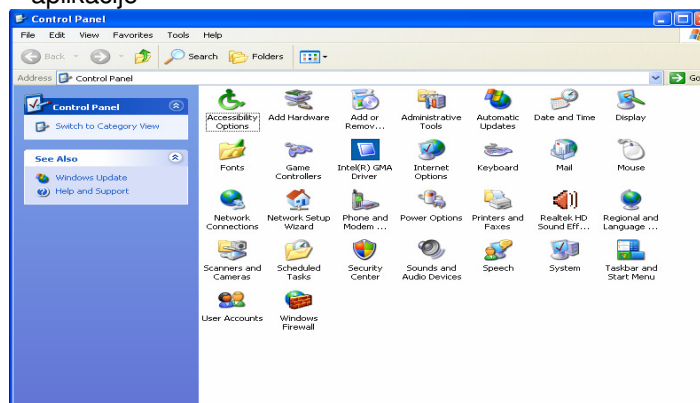 aplikacije
Control Panel
File Edit View Favorites Tools Help
Back Search Folders
Address Control Panel Go
Control Panel
Switch to Category View
See Also
Windows Update
Help and Support
Accessibility Options
Add Hardware
Add or Remov...
Administrative Tools
Automatic Updates
Date and Time
Display
Fonts
Game Controllers
Intel(R) GMA Driver
Internet Options
Keyboard
Mail
Mouse
Network Connections
Network Setup Wizard
Phone and Modem ...
Power Options
Printers and Faxes
Realtek HD Sound Eff...
Regional and Language ...
Scanners and Cameras
Scheduled Tasks
Security Center
Sounds and Audio Devices
Speech
System
Taskbar and Start Menu
User Accounts
Windows Firewall